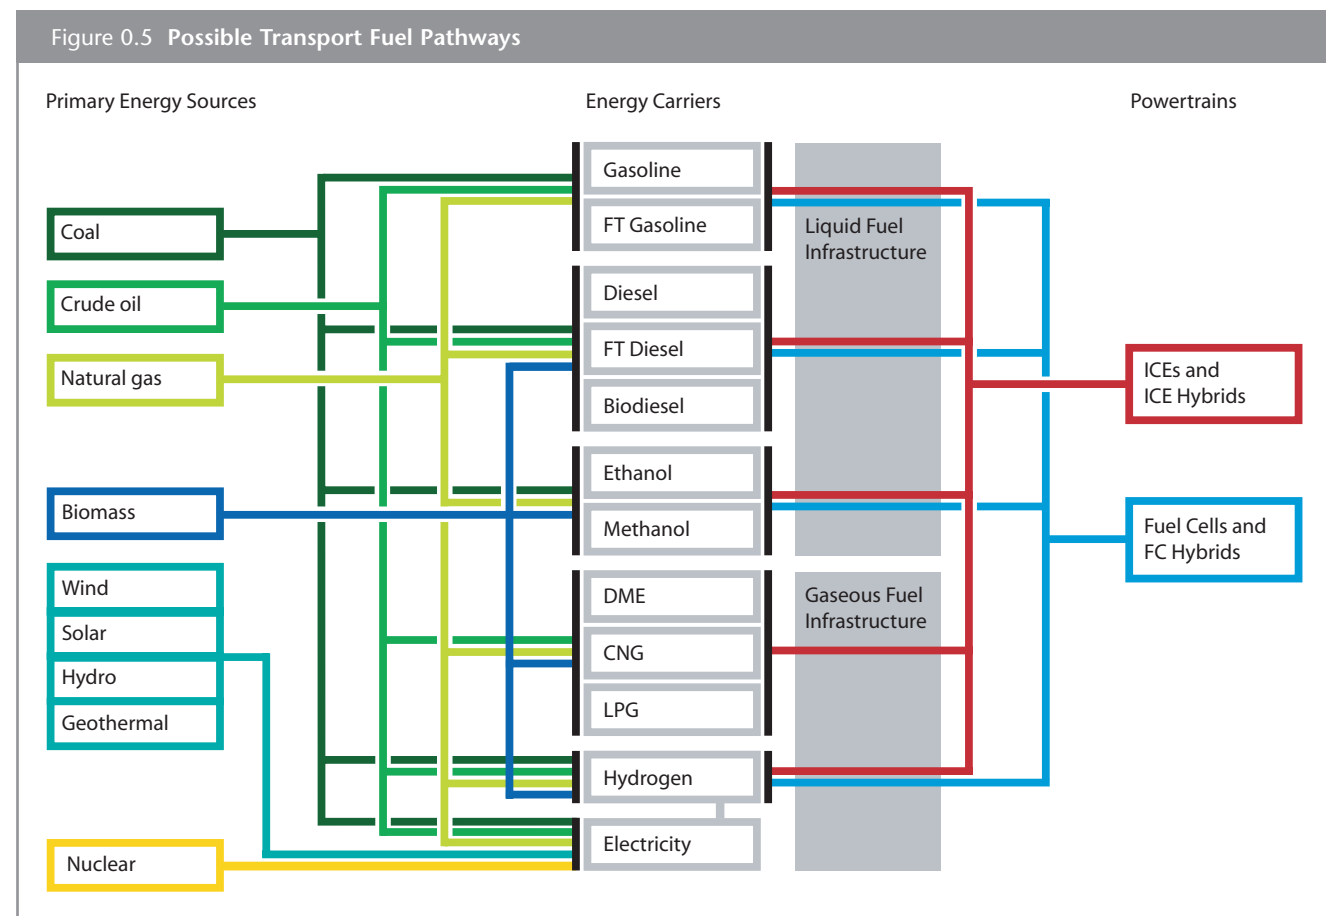 Figure 0.5 Possible Transport Fuel Pathways
Primary Energy Sources
Energy Carriers
Powertrains
Coal
Crude oil
Natural gas
Biomass
Wind
Solar
Hydro
Geothermal
Nuclear
Gasoline
FT Gasoline
Diesel
FT Diesel
Biodiesel
Ethanol
Methanol
DME
CNG
LPG
Hydrogen
Electricity
Liquid Fuel
Infrastructure
Gaseous Fuel
Infrastructure
ICEs and
ICE Hybrids
Fuel Cells and
FC Hybrids